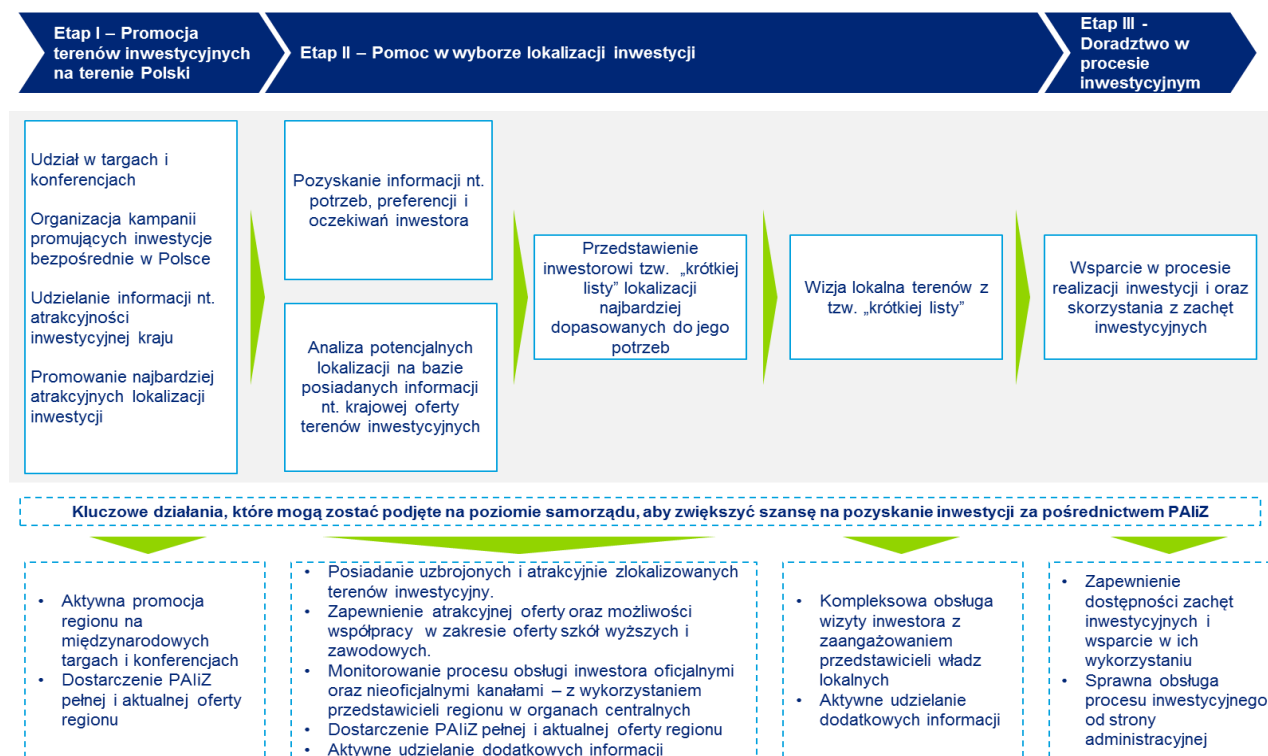 Etap I – Promocja
terenów inwestycyjnych
na terenie Polski
Etap II – Pomoc w wyborze lokalizacji inwestycji
Etap III -
Doradztwo w
procesie
inwestycyjnym
Udział w targach i
konferencjach
Organizacja kampanii
promujących inwestycje
bezpośrednie w Polsce
Udzielanie informacji nt.
atrakcyjności
inwestycyjnej kraju
Promowanie najbardziej
atrakcyjnych lokalizacji
inwestycji
Pozyskanie informacji nt.
potrzeb, preferencji i
oczekiwań inwestora
Analiza potencjalnych
lokalizacji na bazie
posiadanych informacji
nt. krajowej oferty
terenów inwestycyjnych
Przedstawienie
inwestorowi tzw. „krótkiej
listy” lokalizacji
najbardziej
dopasowanych do jego
potrzeb
Wizja lokalna terenów z
tzw. „krótkiej listy”
Wsparcie w procesie
realizacji inwestycji i oraz
skorzystania z zachęt
inwestycyjnych
Kluczowe działania, które mogą zostać podjęte na poziomie samorządu, aby zwiększyć szansę na pozyskanie inwestycji za pośrednictwem PAIiZ
• Aktywna promocja
regionu na
międzynarodowych
targach i konferencjach
• Dostarczenie PAIiZ
pełnej i aktualnej oferty
regionu
• Posiadanie uzbrojonych i atrakcyjnie zlokalizowanych
terenów inwestycyjny.
• Zapewnienie atrakcyjnej oferty oraz możliwości
współpracy w zakresie oferty szkół wyższych i
zawodowych.
• Monitorowanie procesu obsługi inwestora oficjalnymi
oraz nieoficjalnymi kanałami – z wykorzystaniem
przedstawicieli regionu w organach centralnych
• Dostarczenie PAIiZ pełnej i aktualnej oferty regionu
• Aktywne udzielanie dodatkowych informacji
• Kompleksowa obsługa
wizyty inwestora z
zaangażowaniem
przedstawicieli władz
lokalnych
• Aktywne udzielanie
dodatkowych informacji
• Zapewnienie
dostępności zachęt
inwestycyjnych i
wsparcie w ich
wykorzystaniu
• Sprawna obsługa
procesu inwestycyjnego
od strony
administracyjnej